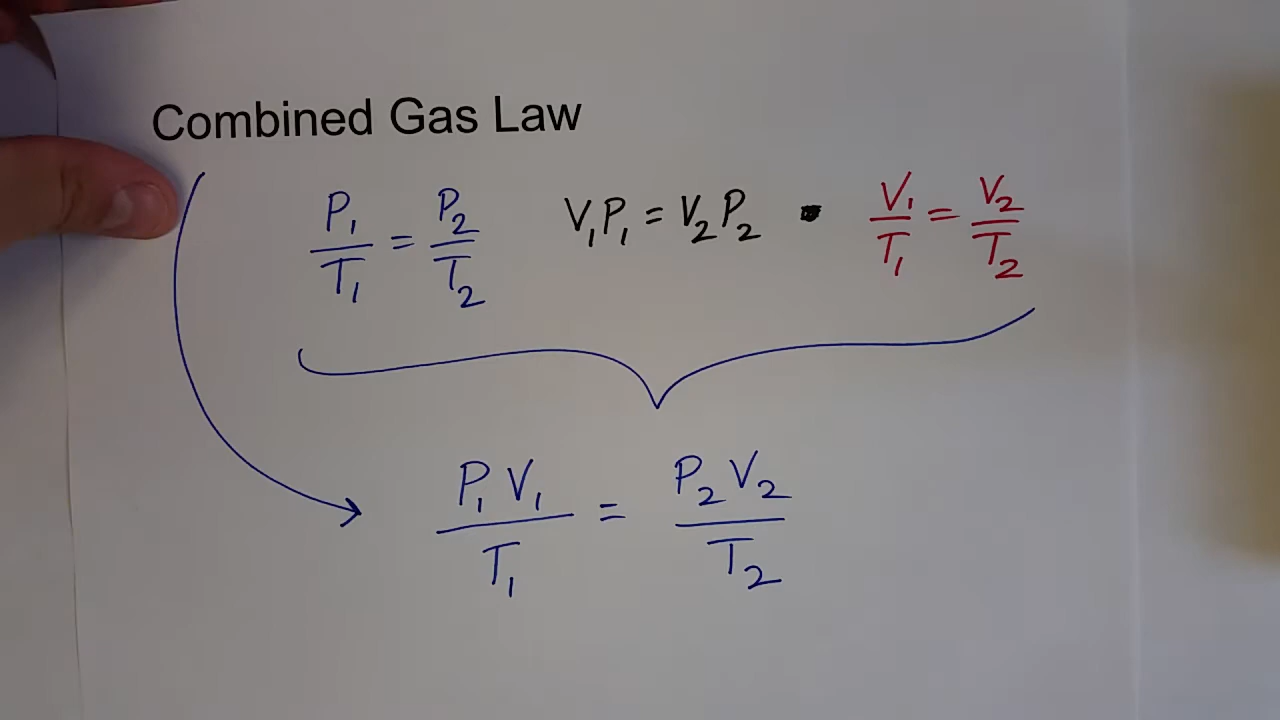 Combined Gas Law
P₁/T₁ = P₂/T₂ V₁P₁ = V₂P₂ V₁/T₁ = V₂/T₂
P₁V₁/T₁ = P₂V₂/T₂